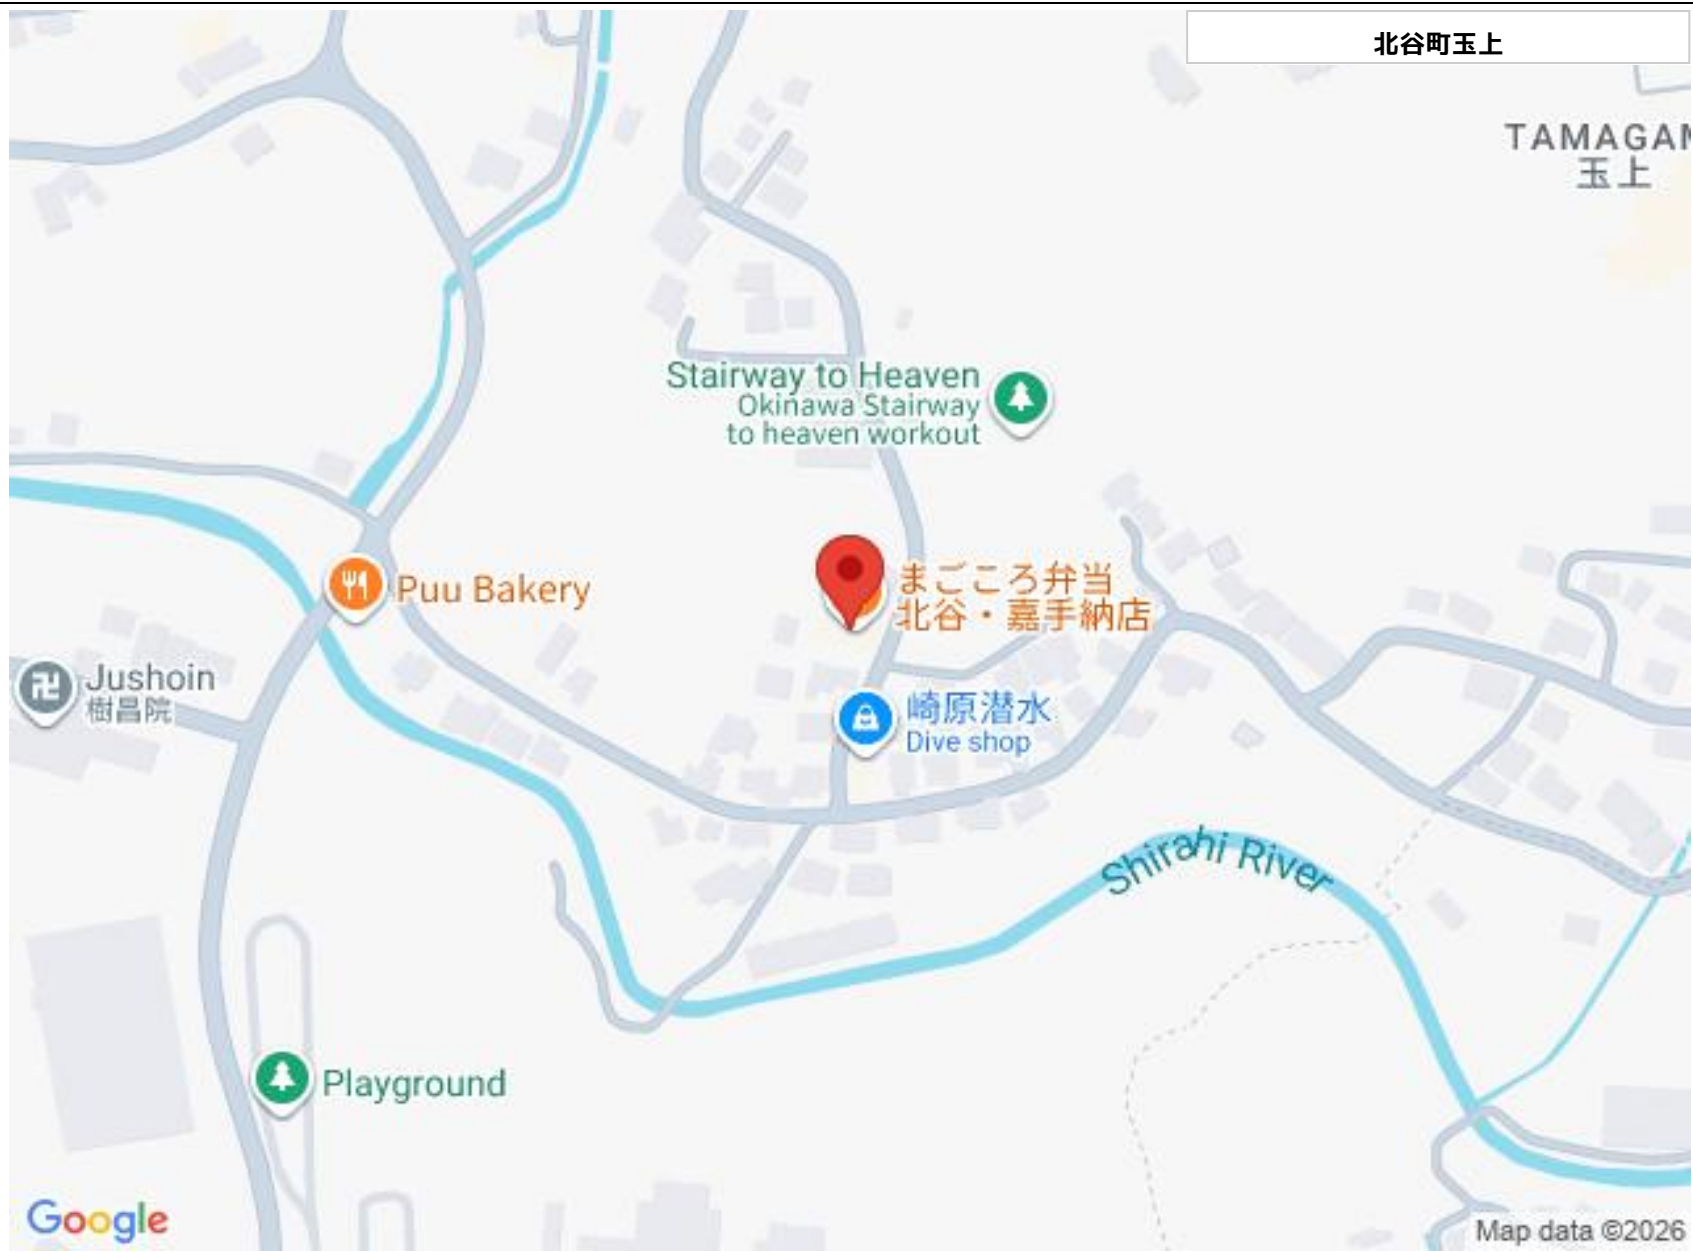 北谷町玉上
TAMAGAM
玉上
Stairway to Heaven
Okinawa Stairway
to heaven workout
まごころ弁当
北谷・嘉手納店
Puu Bakery
Jushoin
樹昌院
崎原潜水
Dive shop
Shirahi River
Playground
Google
Map data ©2026